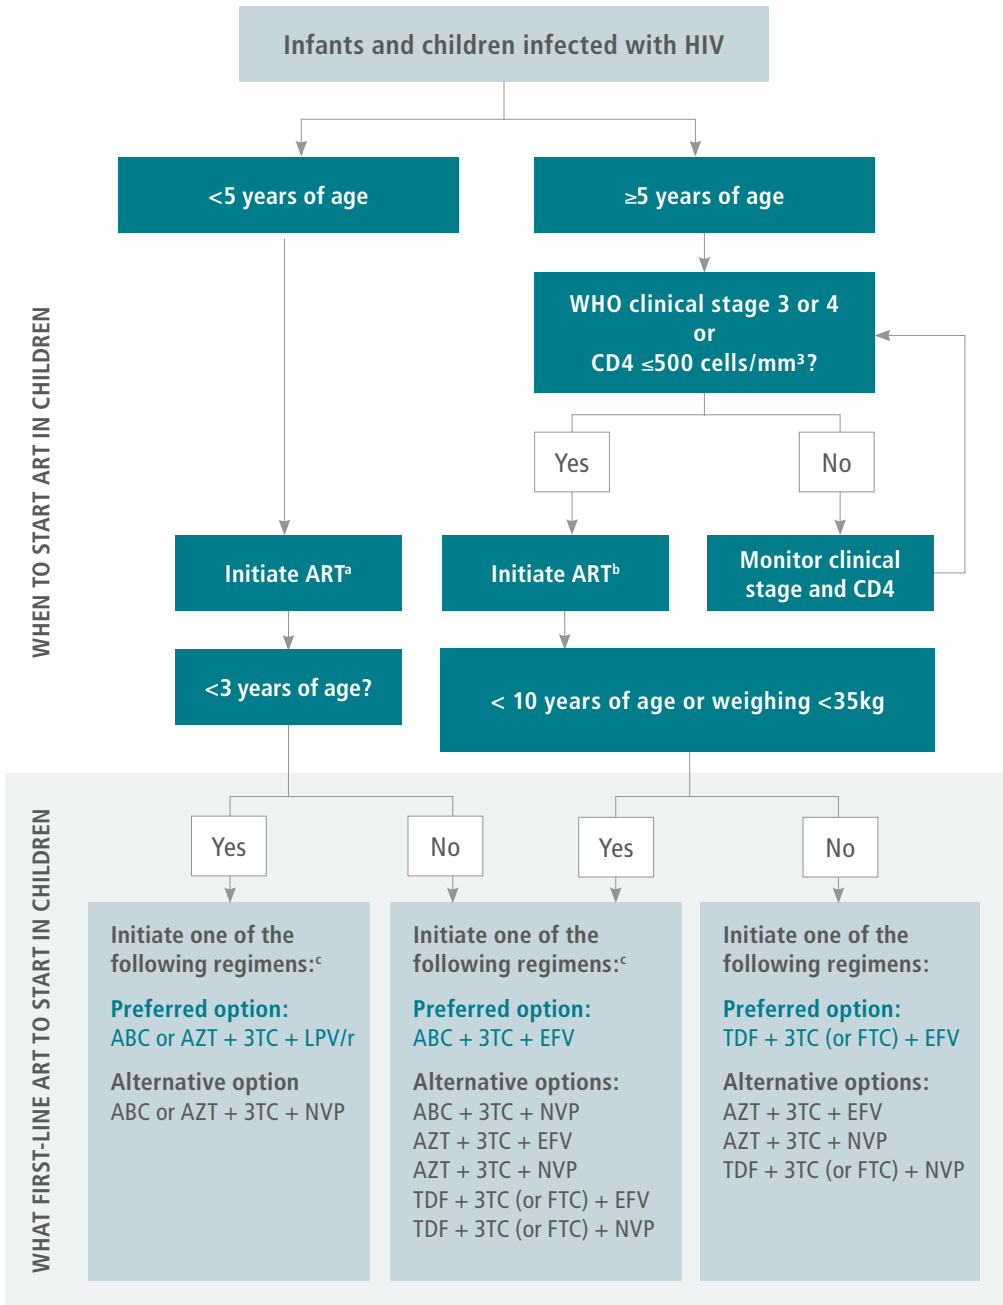 Infants and children infected with HIV
<5 years of age
≥5 years of age
WHO clinical stage 3 or 4
or
CD4 ≤500 cells/mm³?
Yes
No
Initiate ARTᵃ
Initiate ARTᵇ
Monitor clinical
stage and CD4
<3 years of age?
< 10 years of age or weighing <35kg
WHEN TO START ART IN CHILDREN
Yes
No
Yes
No
Initiate one of the
following regimens:ᶜ
Preferred option:
ABC or AZT + 3TC + LPV/r
Alternative option
ABC or AZT + 3TC + NVP
Initiate one of the
following regimens:ᶜ
Preferred option:
ABC + 3TC + EFV
Alternative options:
ABC + 3TC + NVP
AZT + 3TC + EFV
AZT + 3TC + NVP
TDF + 3TC (or FTC) + EFV
TDF + 3TC (or FTC) + NVP
Initiate one of the
following regimens:
Preferred option:
TDF + 3TC (or FTC) + EFV
Alternative options:
AZT + 3TC + EFV
AZT + 3TC + NVP
TDF + 3TC (or FTC) + NVP
WHAT FIRST-LINE ART TO START IN CHILDREN